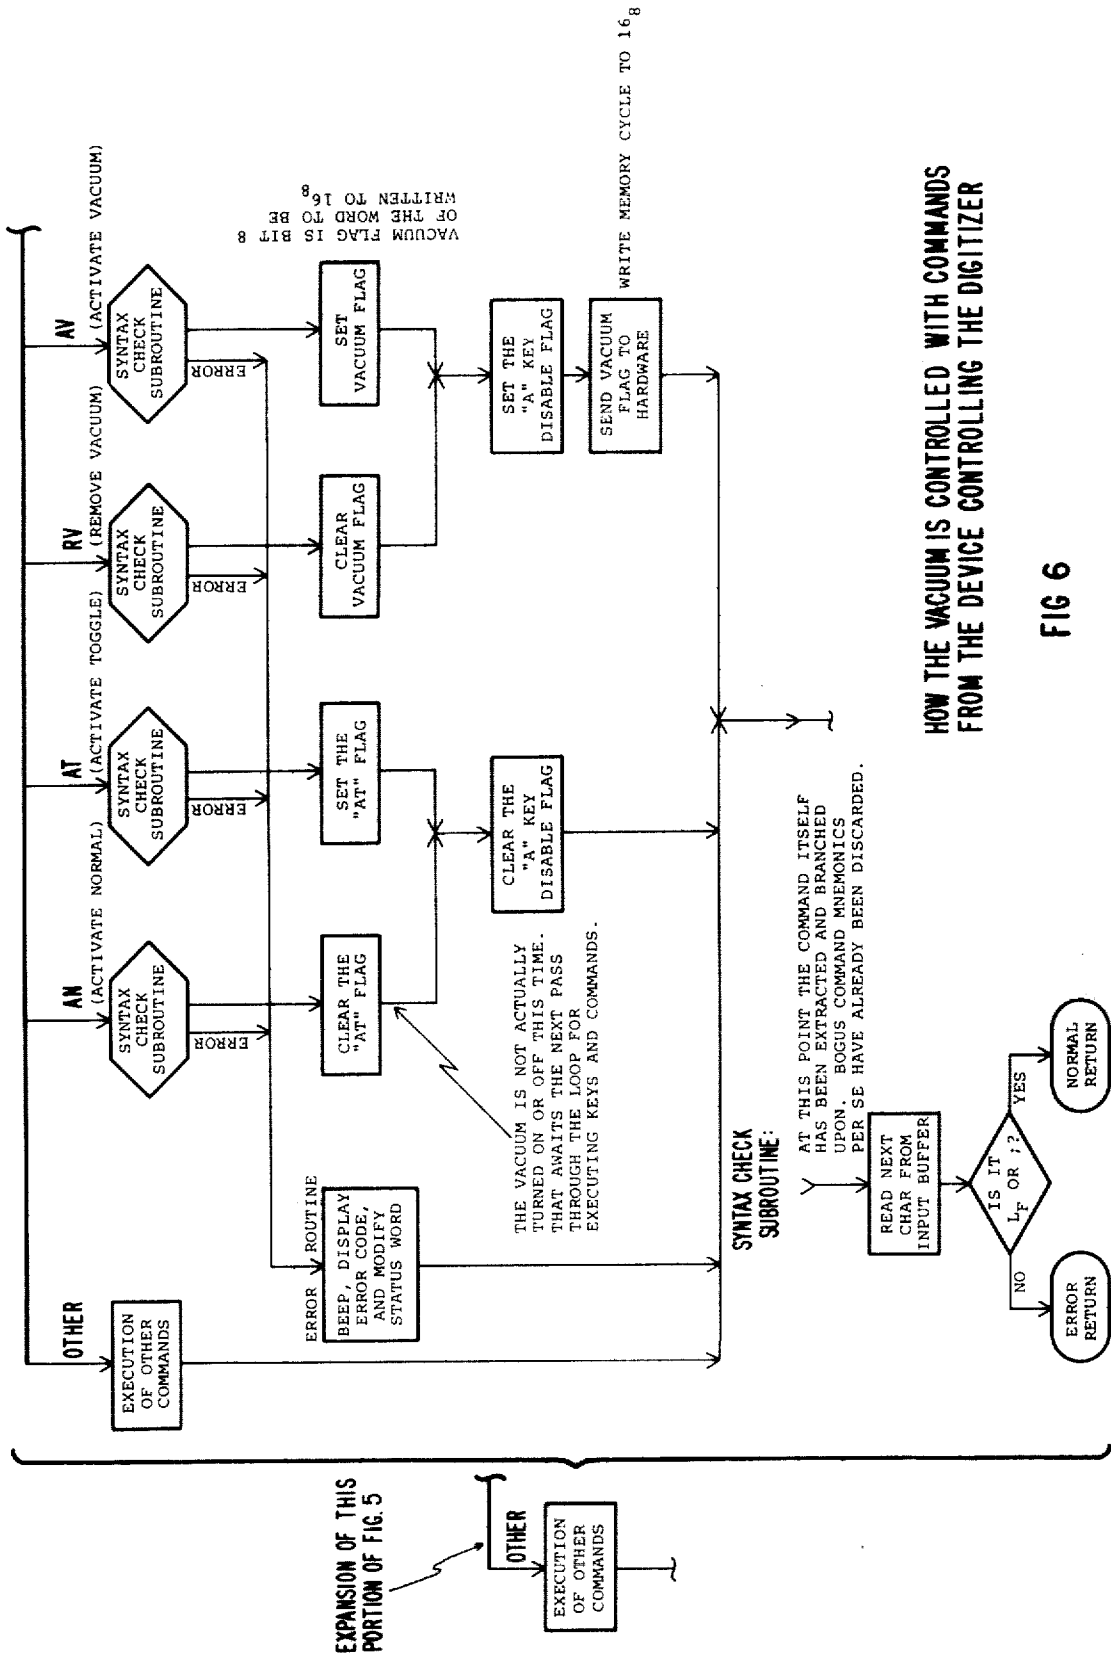 EXPANSION OF THIS
PORTION OF FIG. 5
OTHER
EXECUTION
OF OTHER
COMMANDS
OTHER
EXECUTION
OF OTHER
COMMANDS
AN
(ACTIVATE NORMAL)
SYNTAX
CHECK
SUBROUTINE
ERROR
AT
(ACTIVATE TOGGLE)
SYNTAX
CHECK
SUBROUTINE
ERROR
RV
(REMOVE VACUUM)
SYNTAX
CHECK
SUBROUTINE
ERROR
AV
(ACTIVATE VACUUM)
SYNTAX
CHECK
SUBROUTINE
ERROR
ERROR ROUTINE
BEEP, DISPLAY
ERROR CODE,
AND MODIFY
STATUS WORD
CLEAR THE
"AT" FLAG
SET THE
"AT" FLAG
CLEAR
VACUUM FLAG
SET
VACUUM FLAG
VACUUM FLAG IS BIT 8
OF THE WORD TO BE
WRITTEN TO 16₈
THE VACUUM IS NOT ACTUALLY
TURNED ON OR OFF THIS TIME.
THAT AWAITS THE NEXT PASS
THROUGH THE LOOP FOR
EXECUTING KEYS AND COMMANDS.
CLEAR THE
"A" KEY
DISABLE FLAG
SET THE
"A" KEY
DISABLE FLAG
SEND VACUUM
FLAG TO
HARDWARE
WRITE MEMORY CYCLE TO 16₈
SYNTAX CHECK
SUBROUTINE:
AT THIS POINT THE COMMAND ITSELF
HAS BEEN EXTRACTED AND BRANCHED
UPON. BOGUS COMMAND MNEMONICS
PER SE HAVE ALREADY BEEN DISCARDED.
READ NEXT
CHAR FROM
INPUT BUFFER
IS IT
LF OR ;?
NO
YES
ERROR
RETURN
NORMAL
RETURN
HOW THE VACUUM IS CONTROLLED WITH COMMANDS
FROM THE DEVICE CONTROLLING THE DIGITIZER
FIG 6